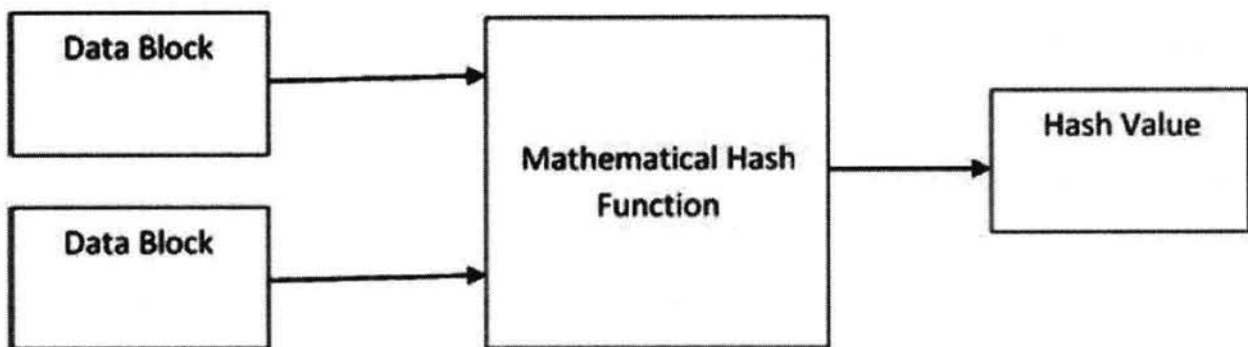 Data Block
Data Block
Mathematical Hash
Function
Hash Value